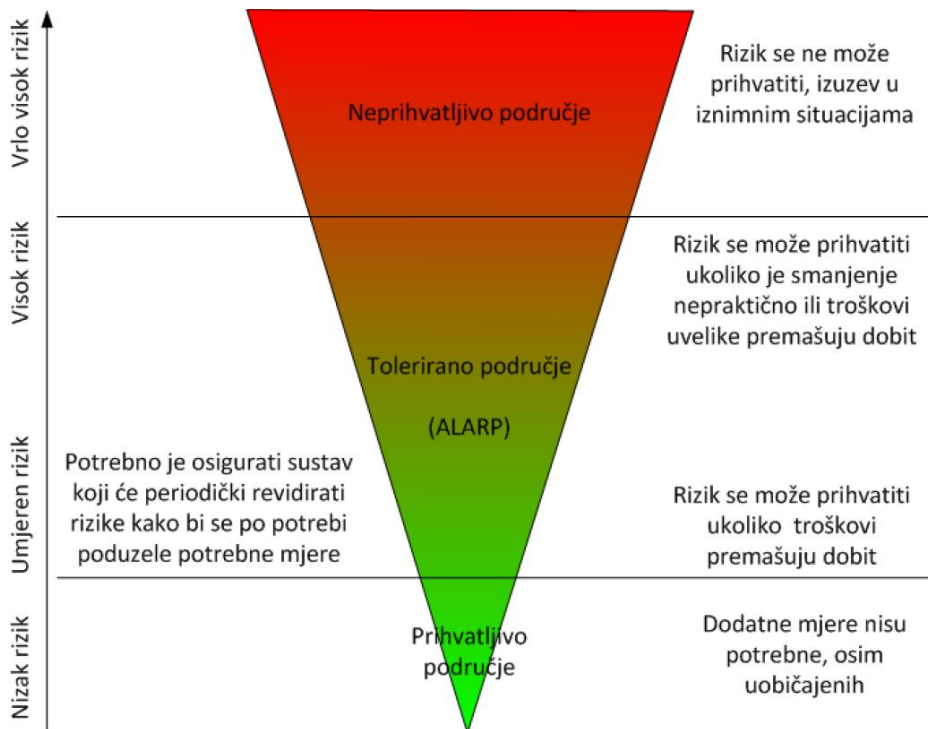 Vrlo visok rizik
Neprihvatljivo područje
Rizik se ne može
prihvatiti, izuzev u
iznimnim situacijama
Visok rizik
Rizik se može prihvatiti
ukoliko je smanjenje
nepraktično ili troškovi
uvelike premašuju dobit
Tolerirano područje
(ALARP)
Umjeren rizik
Potrebno je osigurati sustav
koji će periodički revidirati
rizike kako bi se po potrebi
poduzele potrebne mjere
Rizik se može prihvatiti
ukoliko troškovi
premašuju dobit
Nizak rizik
Prihvatljivo
područje
Dodatne mjere nisu
potrebne, osim
uobičajenih